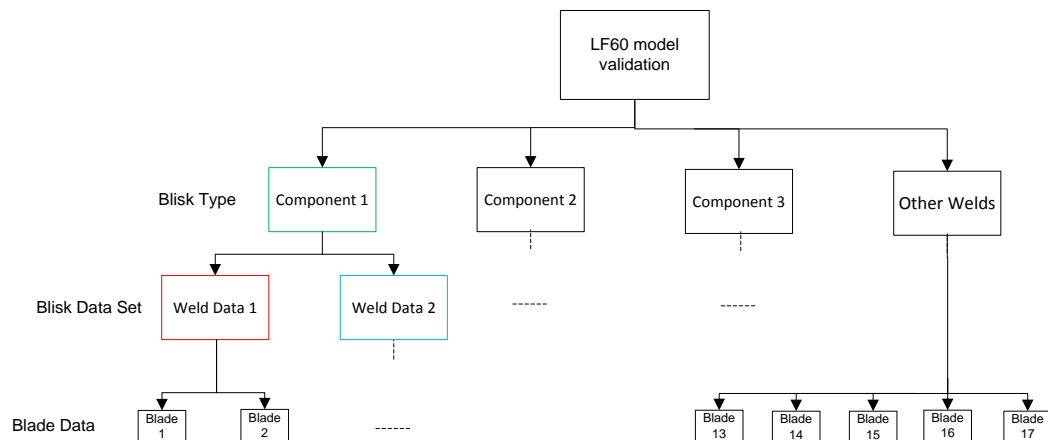 LF60 model
validation
Blisk Type
Component 1
Component 2
Component 3
Other Welds
Blisk Data Set
Weld Data 1
Weld Data 2
Blade Data
Blade
1
Blade
2
Blade
13
Blade
14
Blade
15
Blade
16
Blade
17